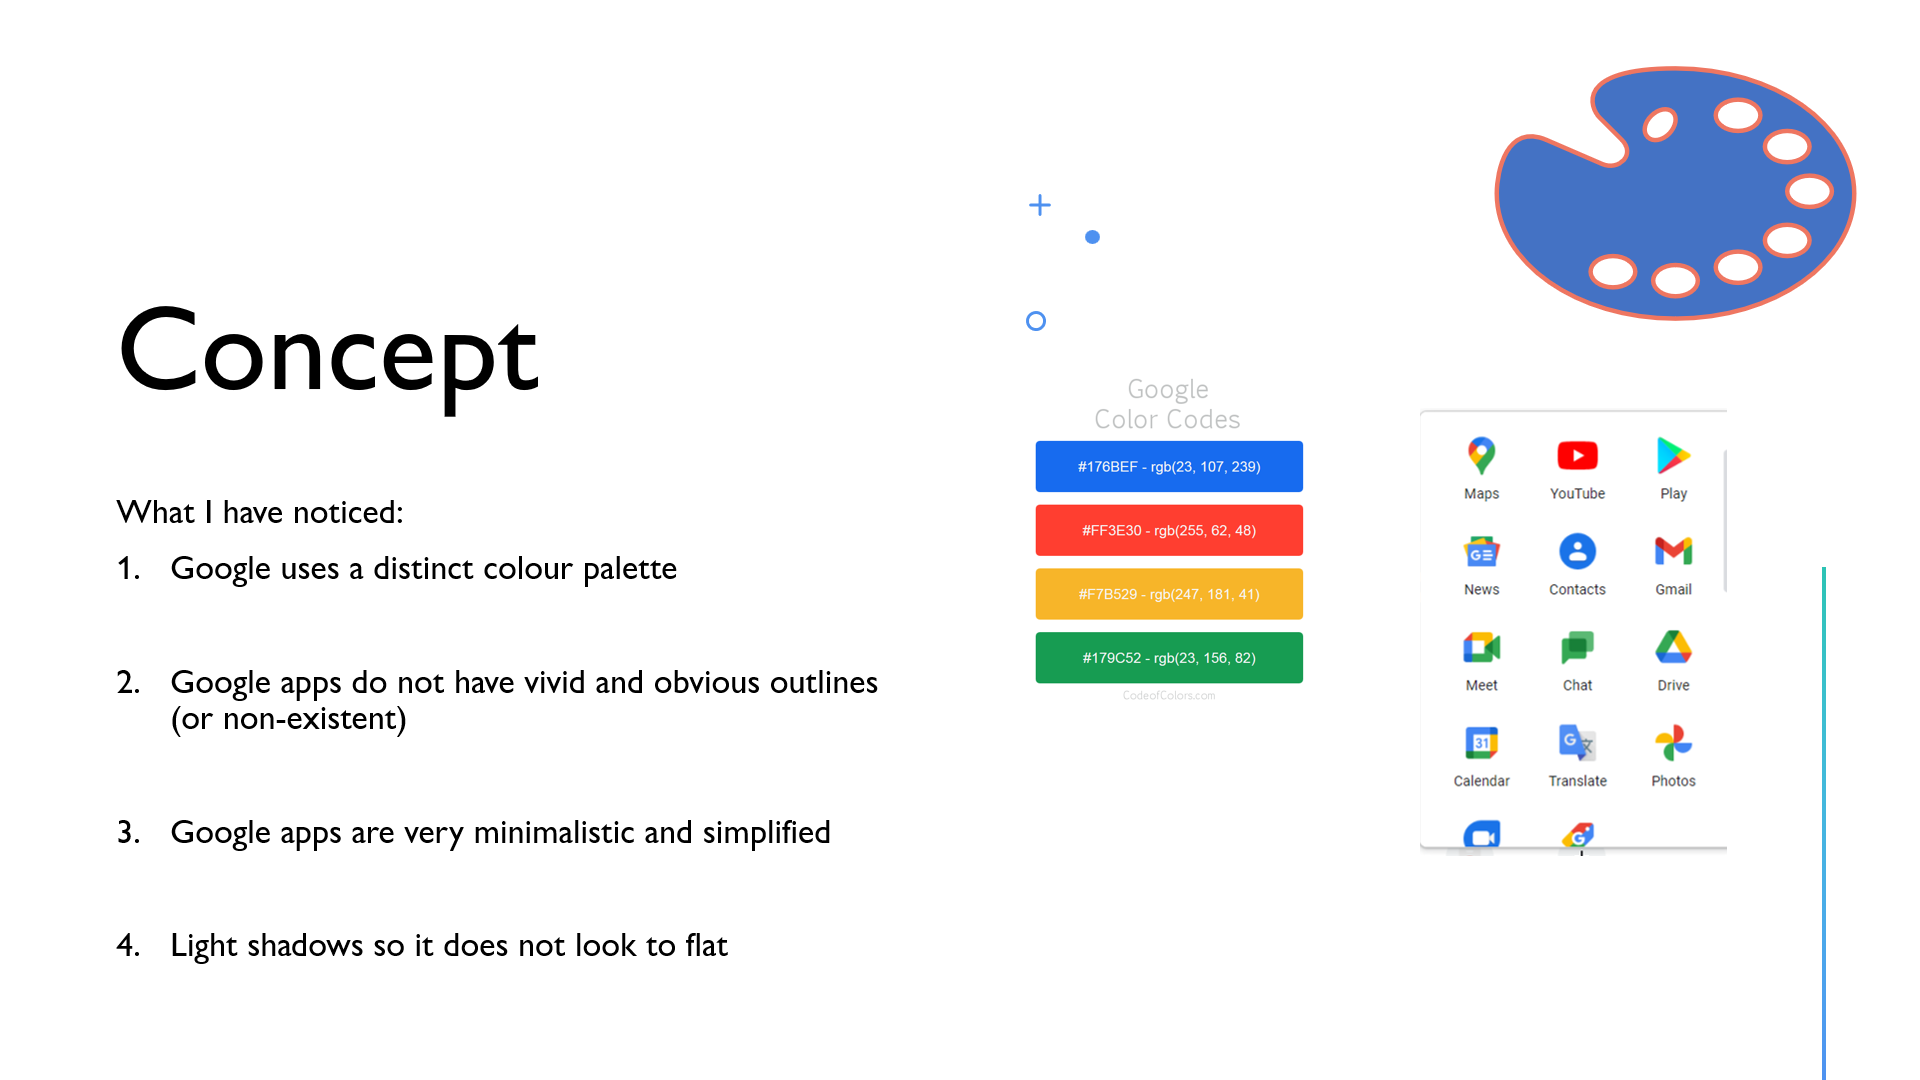 Concept
What I have noticed:
1. Google uses a distinct colour palette
2. Google apps do not have vivid and obvious outlines
(or non-existent)
3. Google apps are very minimalistic and simplified
4. Light shadows so it does not look to flat
Google
Color Codes
#176BEF - rgb(23, 107, 239)
#FF3E30 - rgb(255, 62, 48)
#F7B529 - rgb(247, 181, 41)
#179C52 - rgb(23, 156, 82)
CodeofColors.com
Maps YouTube Play
GE
News Contacts Gmail
Meet Chat Drive
31 G 文
Calendar Translate Photos
G